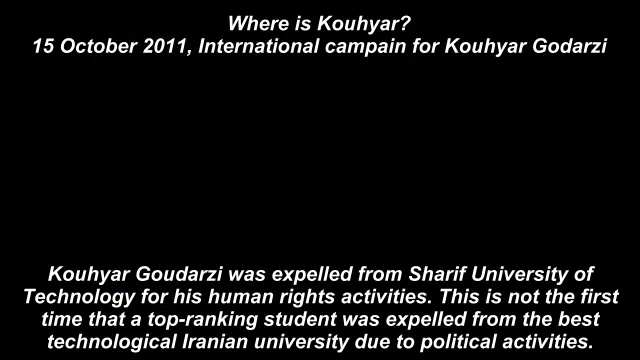 Where is Kouhyar?
15 October 2011, International campain for Kouhyar Godarzi
Kouhyar Goudarzi was expelled from Sharif University of
Technology for his human rights activities. This is not the first
time that a top-ranking student was expelled from the best
technological Iranian university due to political activities.